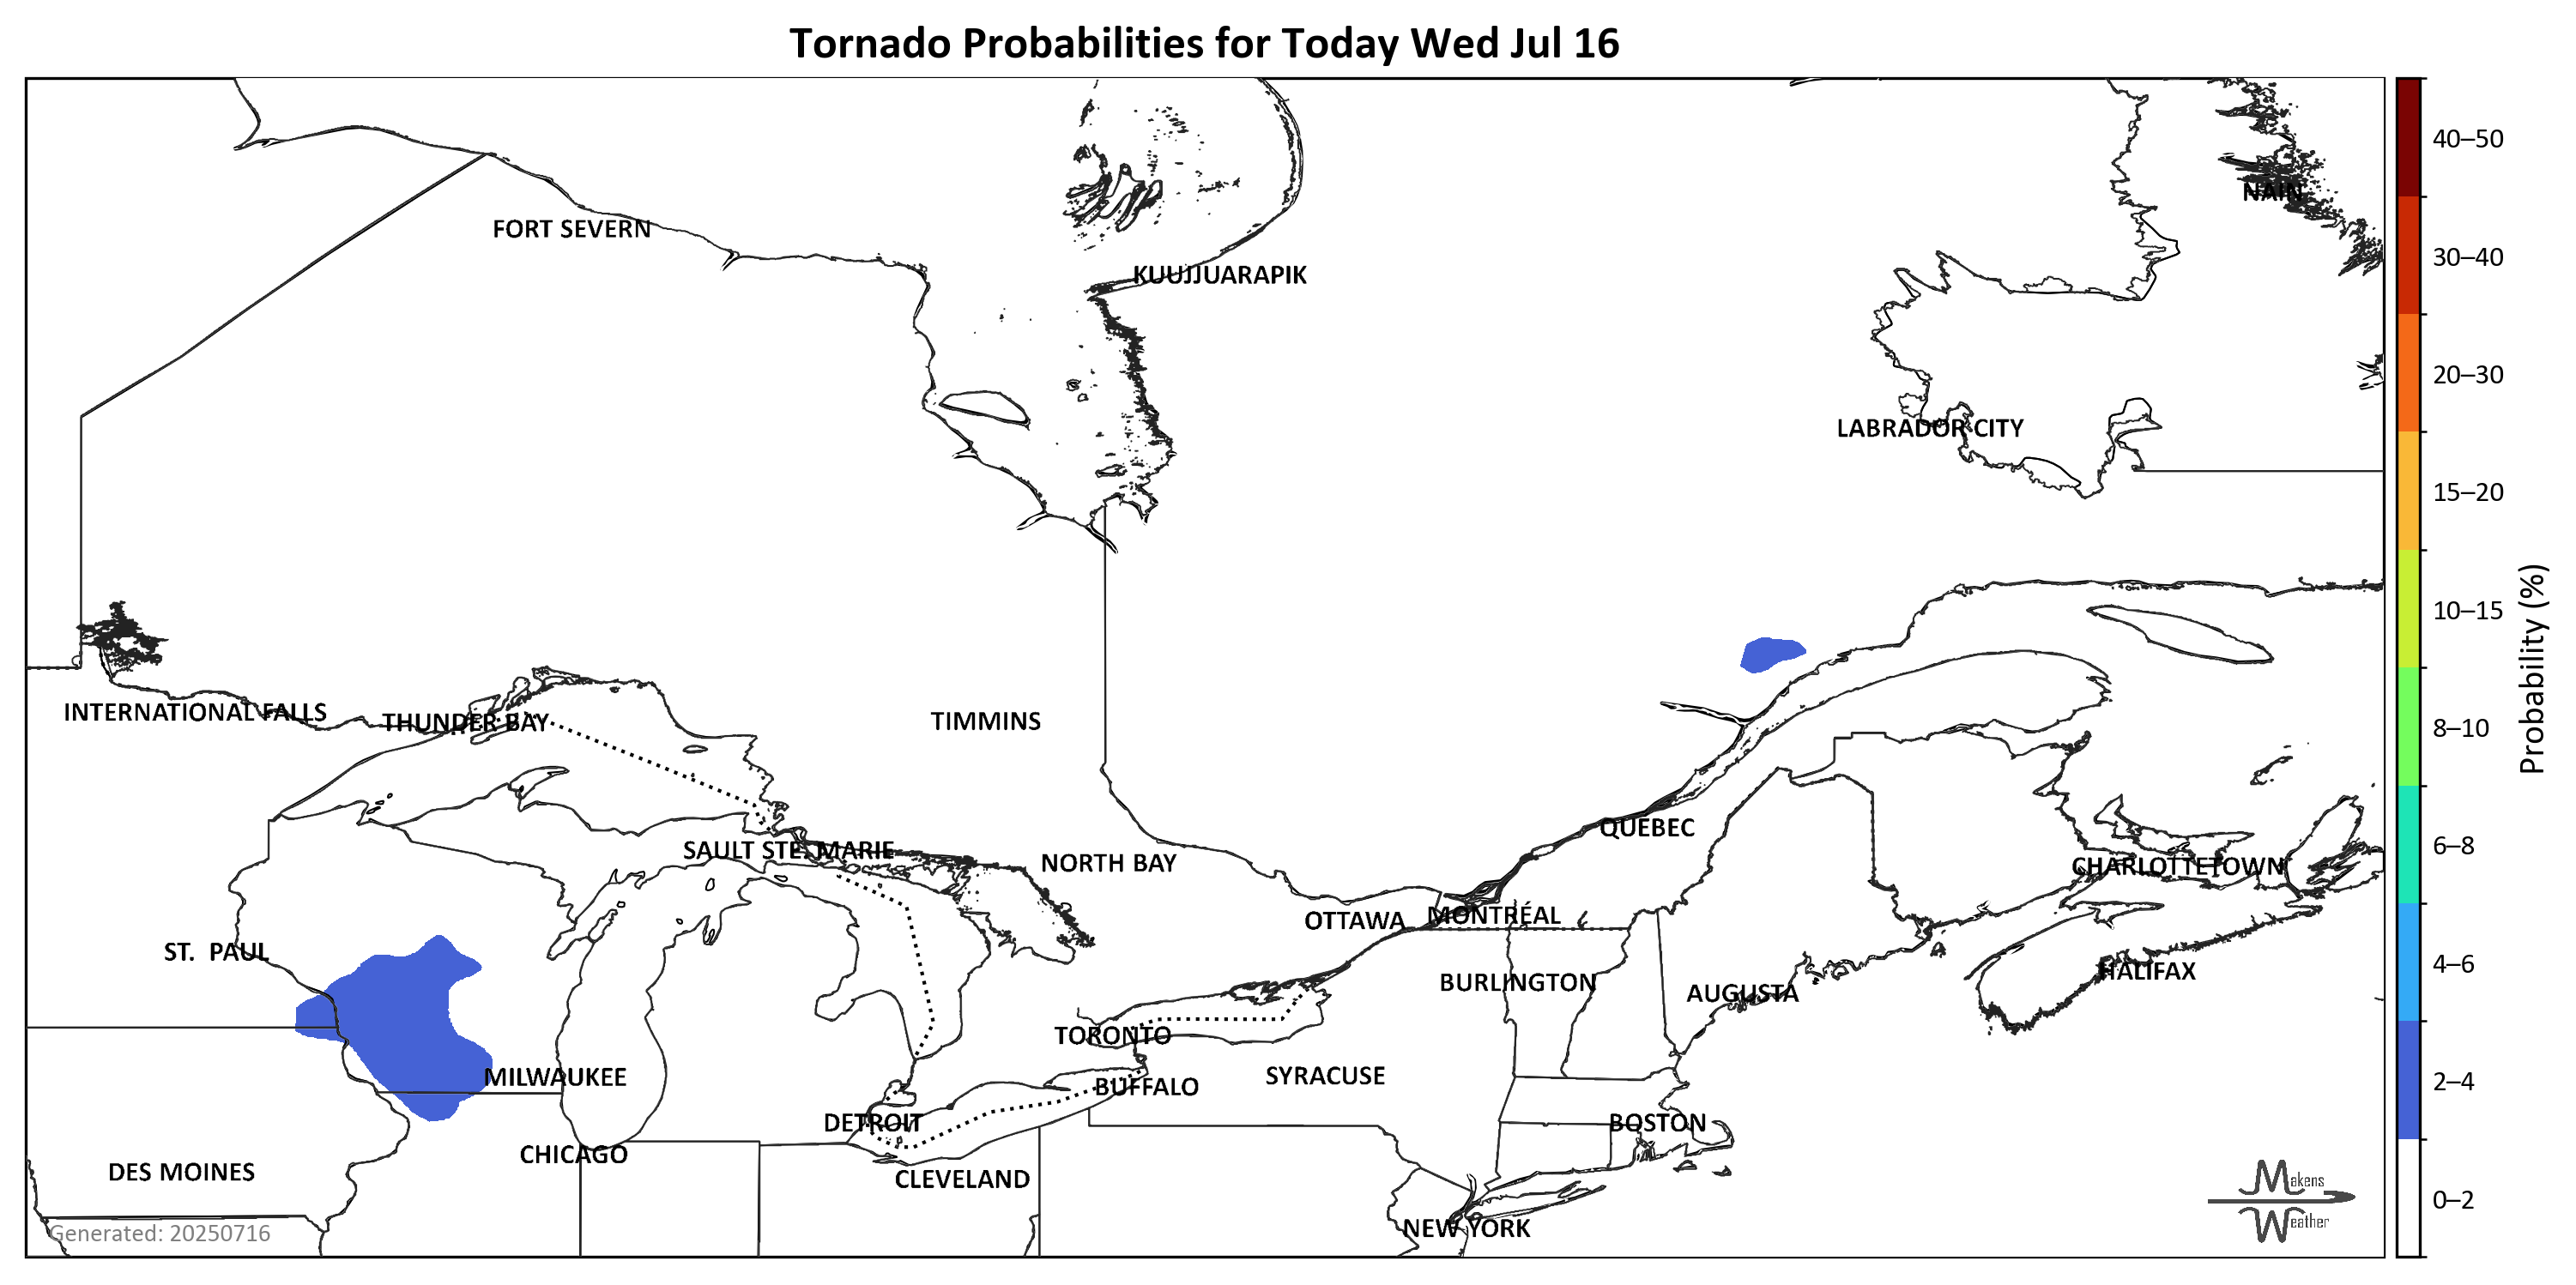 Tornado Probabilities for Today Wed Jul 16
NAIN
FORT SEVERN
KUUJJUARAPIK
LABRADOR CITY
INTERNATIONAL FALLS
THUNDER BAY
TIMMINS
QUEBEC
SAULT STE. MARIE
NORTH BAY
CHARLOTTETOWN
OTTAWA
MONTRÉAL
ST. PAUL
HALIFAX
BURLINGTON
AUGUSTA
TORONTO
MILWAUKEE
SYRACUSE
BUFFALO
DETROIT
BOSTON
CHICAGO
DES MOINES
CLEVELAND
NEW YORK
Generated: 20250716
Makens
Weather
40–50
30–40
20–30
15–20
10–15
8–10
6–8
4–6
2–4
0–2
Probability (%)